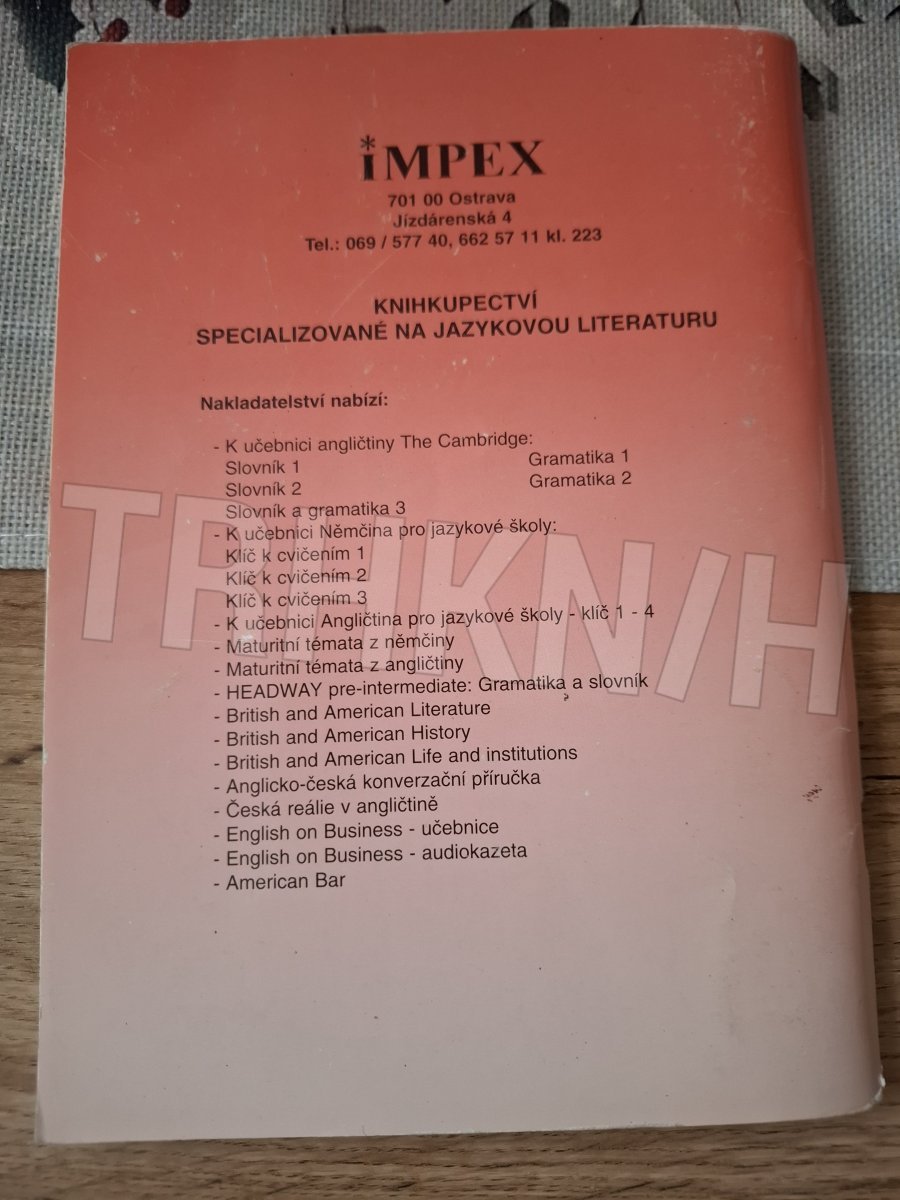 iMPEX
701 00 Ostrava
Jízdárenská 4
Tel.: 069 / 577 40, 662 57 11 kl. 223
KNIHKUPECTVÍ
SPECIALIZOVANÉ NA JAZYKOVOU LITERATURU
Nakladatelství nabízí:
- K učebnici angličtiny The Cambridge:
Slovník 1 Gramatika 1
Slovník 2 Gramatika 2
Slovník a gramatika 3
- K učebnici Němčina pro jazykové školy:
Klíč k cvičením 1
Klíč k cvičením 2
Klíč k cvičením 3
- K učebnici Angličtina pro jazykové školy - klíč 1 - 4
- Maturitní témata z němčiny
- Maturitní témata z angličtiny
- HEADWAY pre-intermediate: Gramatika a slovník
- British and American Literature
- British and American History
- British and American Life and institutions
- Anglicko-česká konverzační příručka
- Česká reálie v angličtině
- English on Business - učebnice
- English on Business - audiokazeta
- American Bar
TRHKN/H